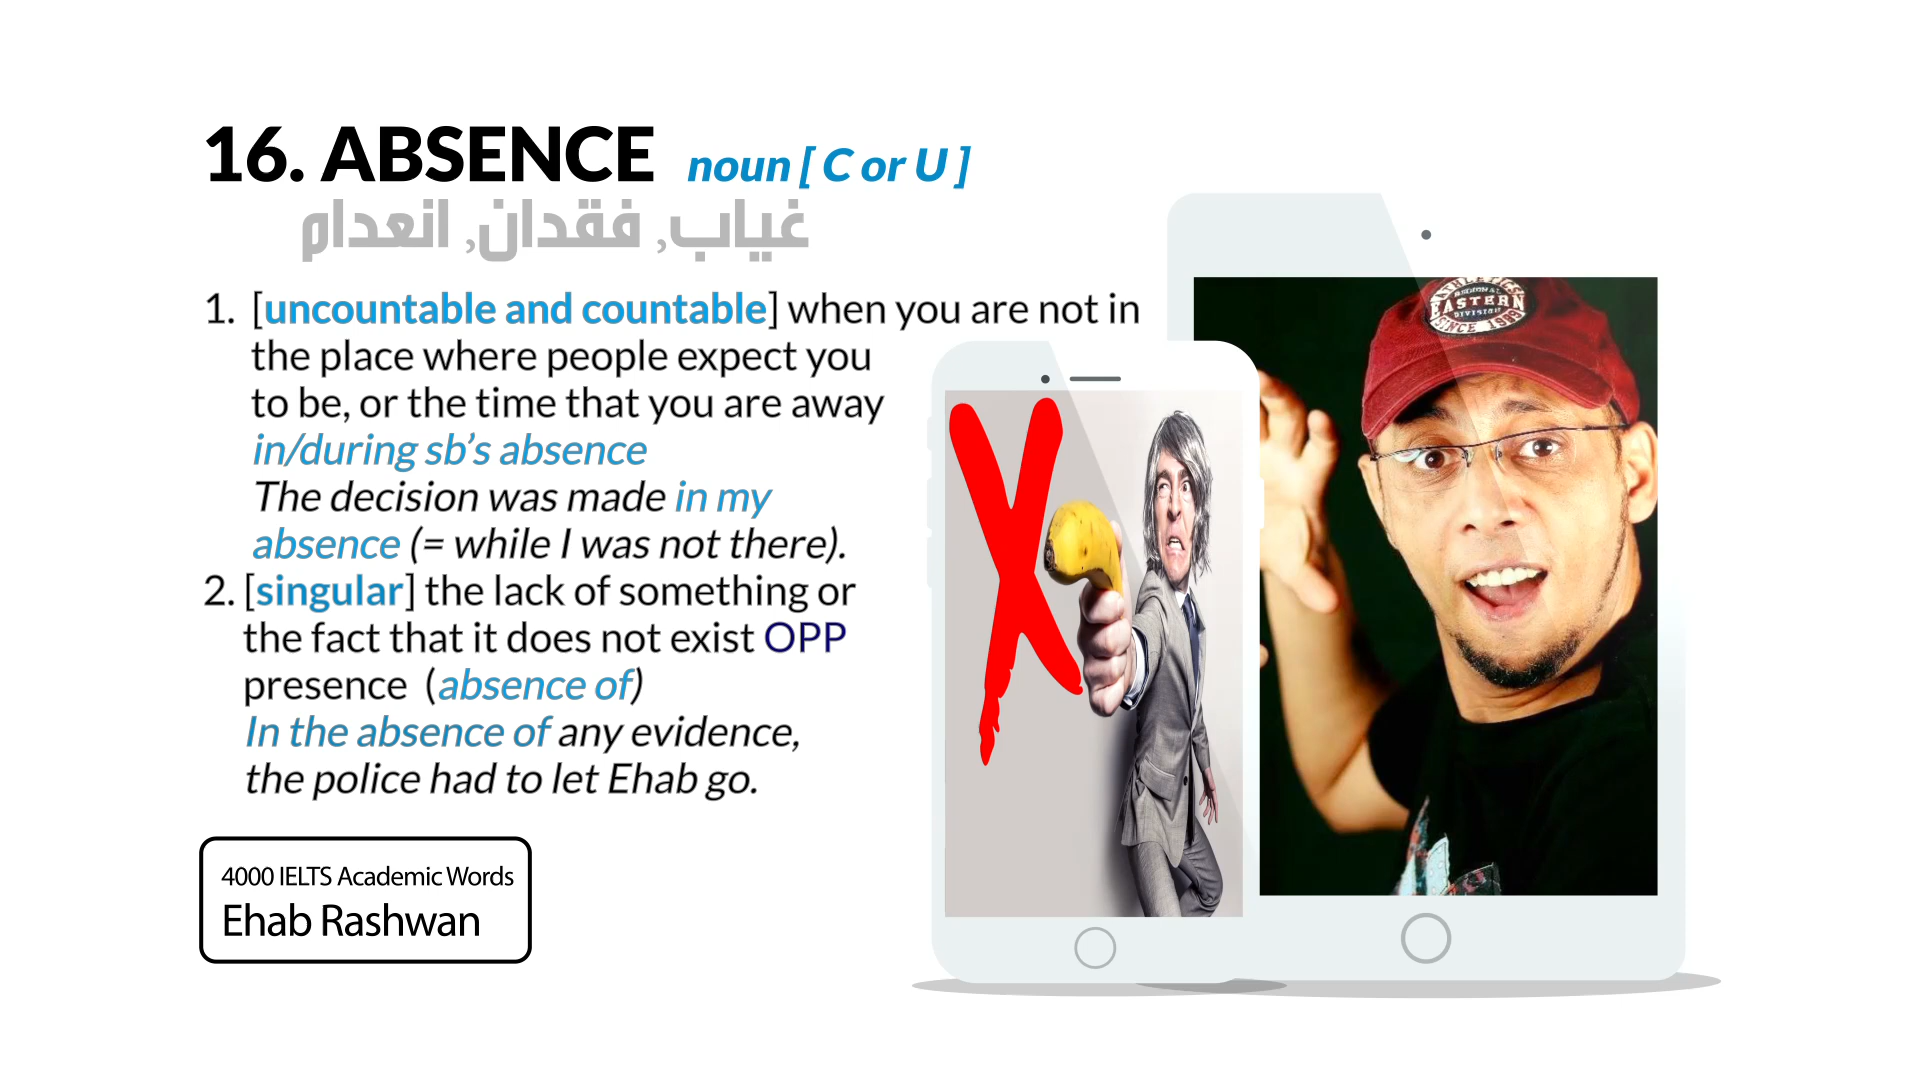 16. ABSENCE noun [ C or U ]
غياب, فقدان, انعدام
1. [uncountable and countable] when you are not in
the place where people expect you
to be, or the time that you are away
in/during sb’s absence
The decision was made in my
absence (= while I was not there).
2. [singular] the lack of something or
the fact that it does not exist OPP
presence (absence of)
In the absence of any evidence,
the police had to let Ehab go.
4000 IELTS Academic Words
Ehab Rashwan
ATHLETICS
REGIONAL
EASTERN
DIVISION
SINCE 1989